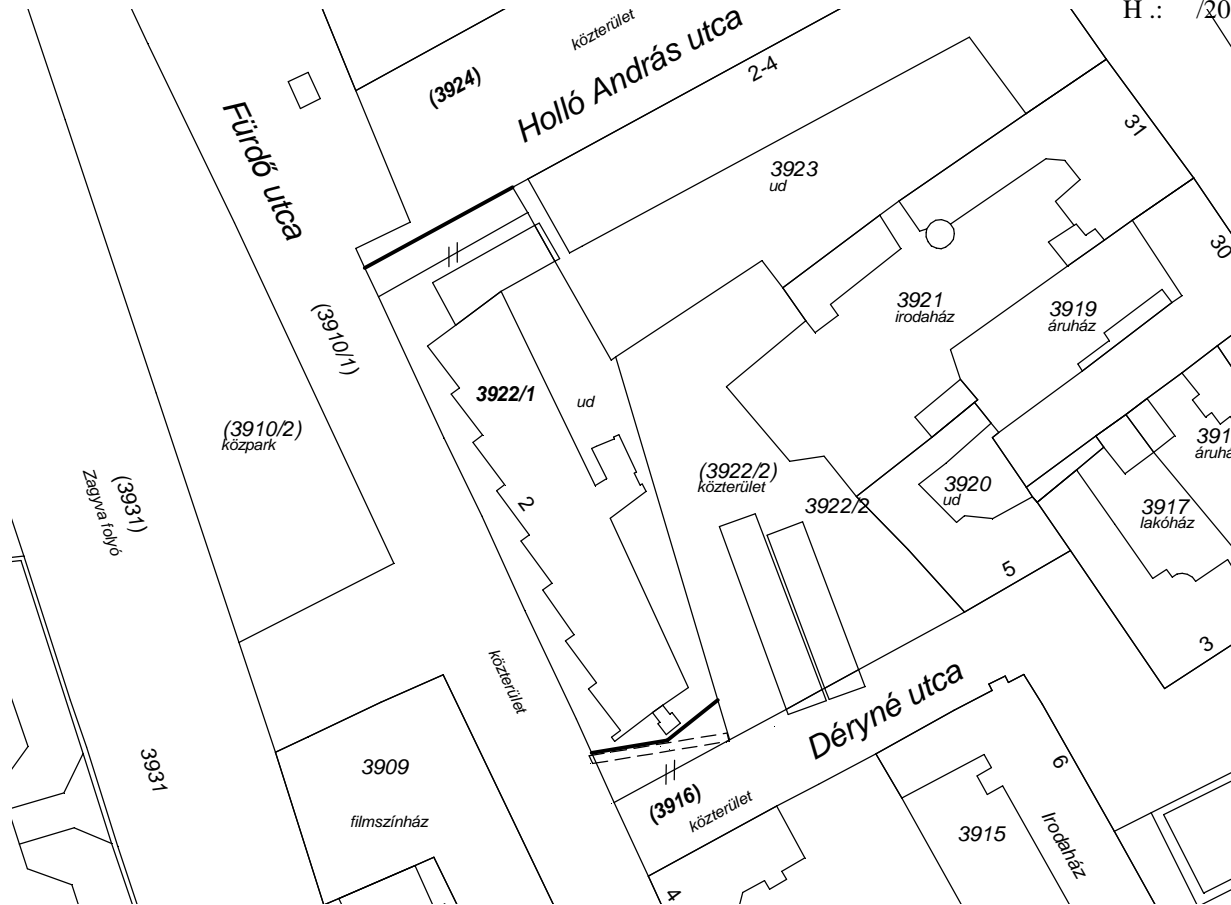 H .: /20
közterület
(3924)
Holló András utca
2-4
Fürdő utca
31
3923
ud
30
(3910/1)
3921
irodaház
3919
áruház
3922/1
ud
(3910/2)
közpark
(3931)
Zagyva folyó
(3922/2)
közterület
3922/2
3920
ud
391
áruhá
3917
lakóház
2
5
3
közterület
Déryné utca
3931
3909
filmszínház
(3916)
közterület
6
3915
Irodaház
4